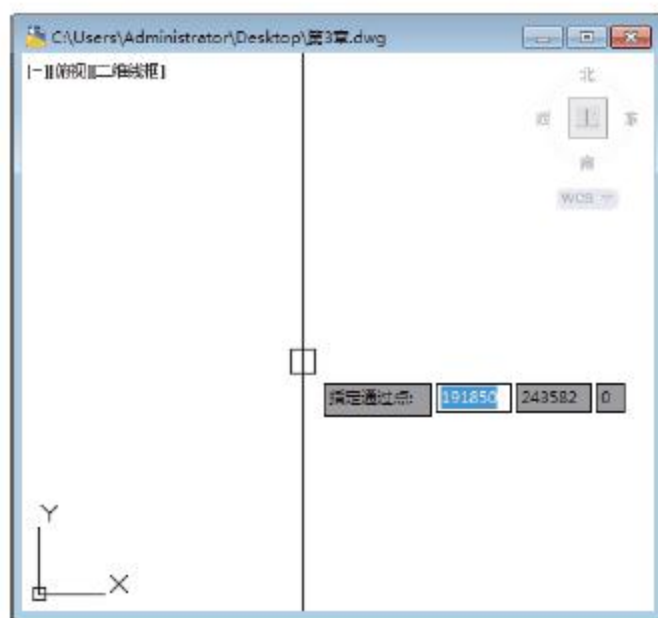 C:\Users\Administrator\Desktop\第3章.dwg
[-][俯视][二维线框]
北
西 上 东
南
WCS
指定通过点: 191850 243582 0
Y
X